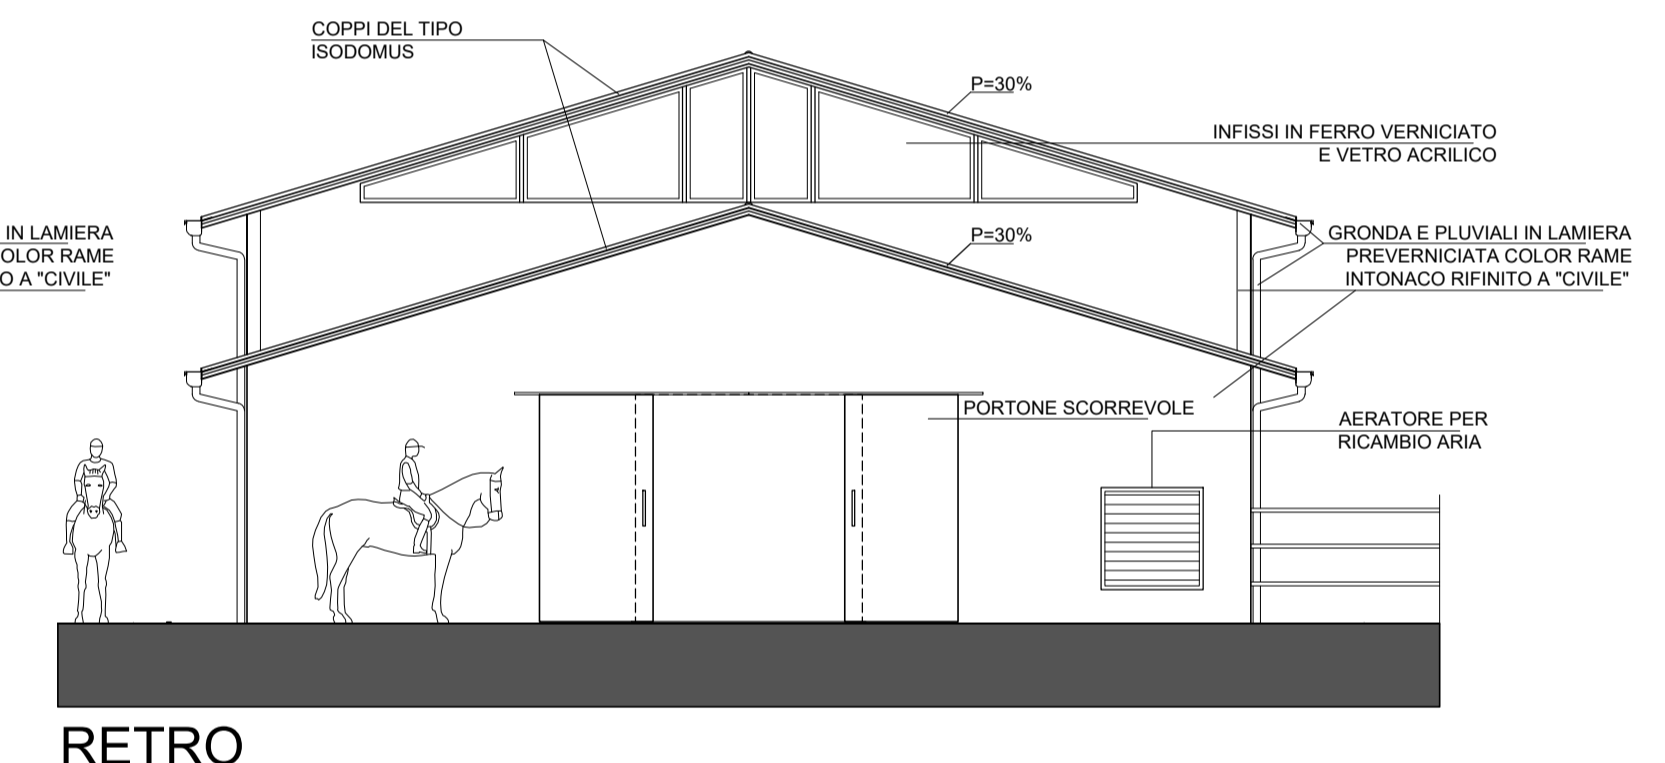 COPPI DEL TIPO
ISODOMUS
P=30%
INFISSI IN FERRO VERNICIATO
E VETRO ACRILICO
IN LAMIERA
OLOR RAME
O A "CIVILE"
P=30%
GRONDA E PLUVIALI IN LAMIERA
PREVERNICIATA COLOR RAME
INTONACO RIFINITO A "CIVILE"
PORTONE SCORREVOLE
AERATORE PER
RICAMBIO ARIA
RETRO